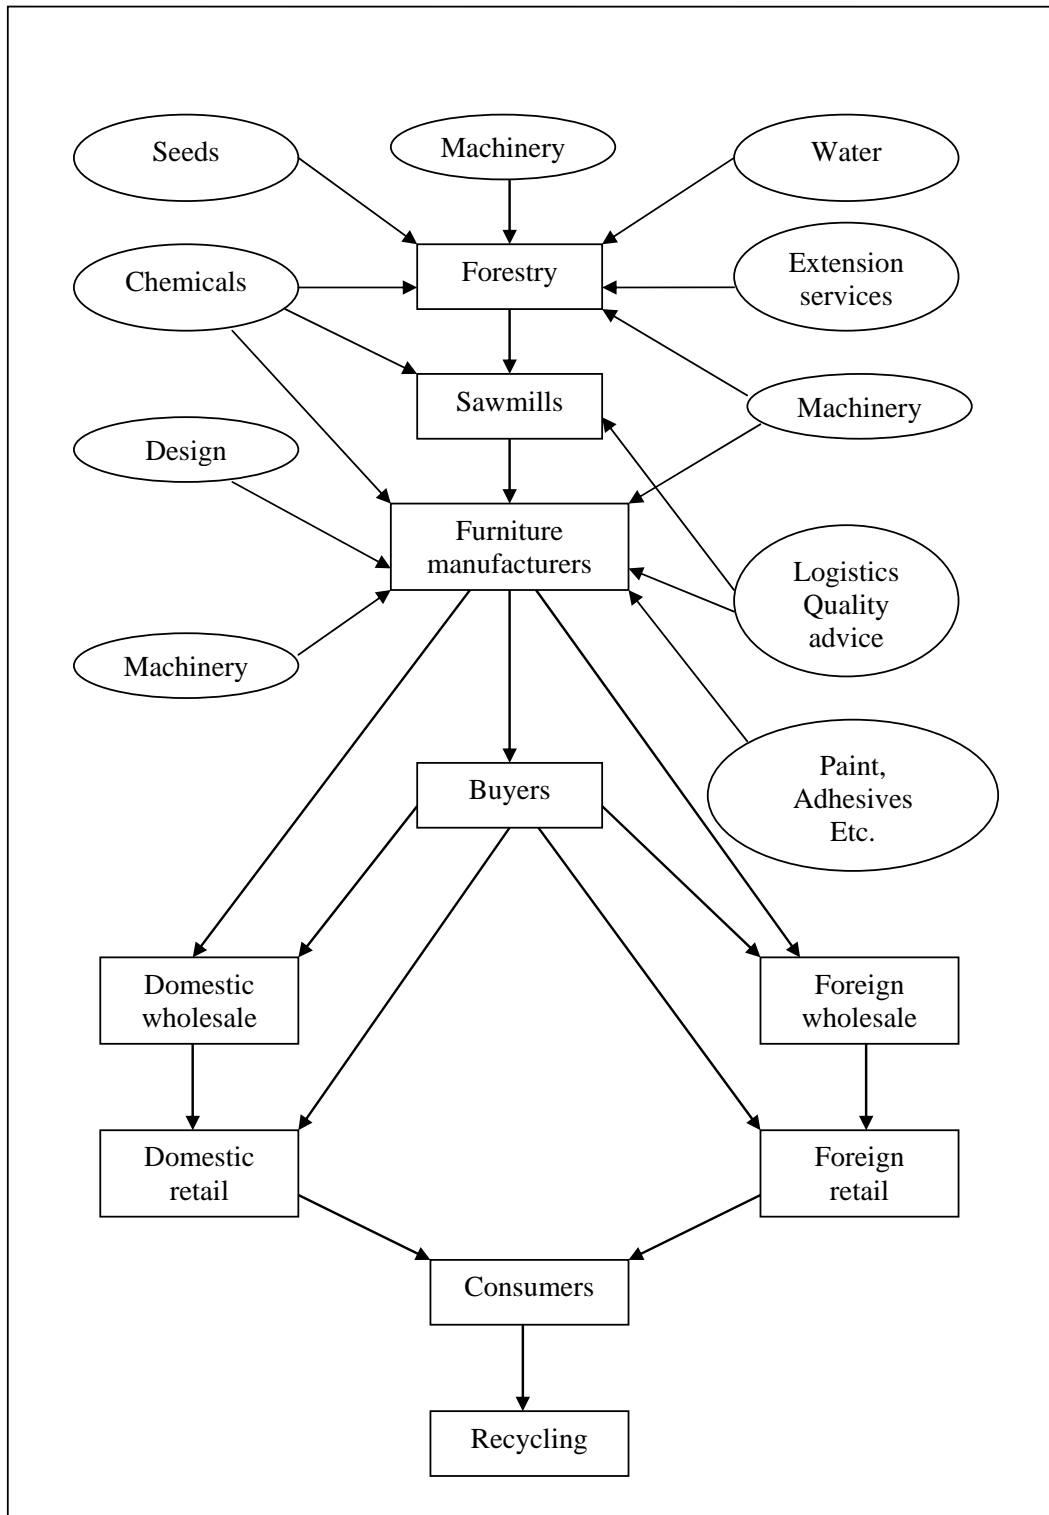 Seeds
Machinery
Water
Chemicals
Forestry
Extension
services
Sawmills
Machinery
Design
Furniture
manufacturers
Logistics
Quality
advice
Machinery
Buyers
Paint,
Adhesives
Etc.
Domestic
wholesale
Foreign
wholesale
Domestic
retail
Foreign
retail
Consumers
Recycling